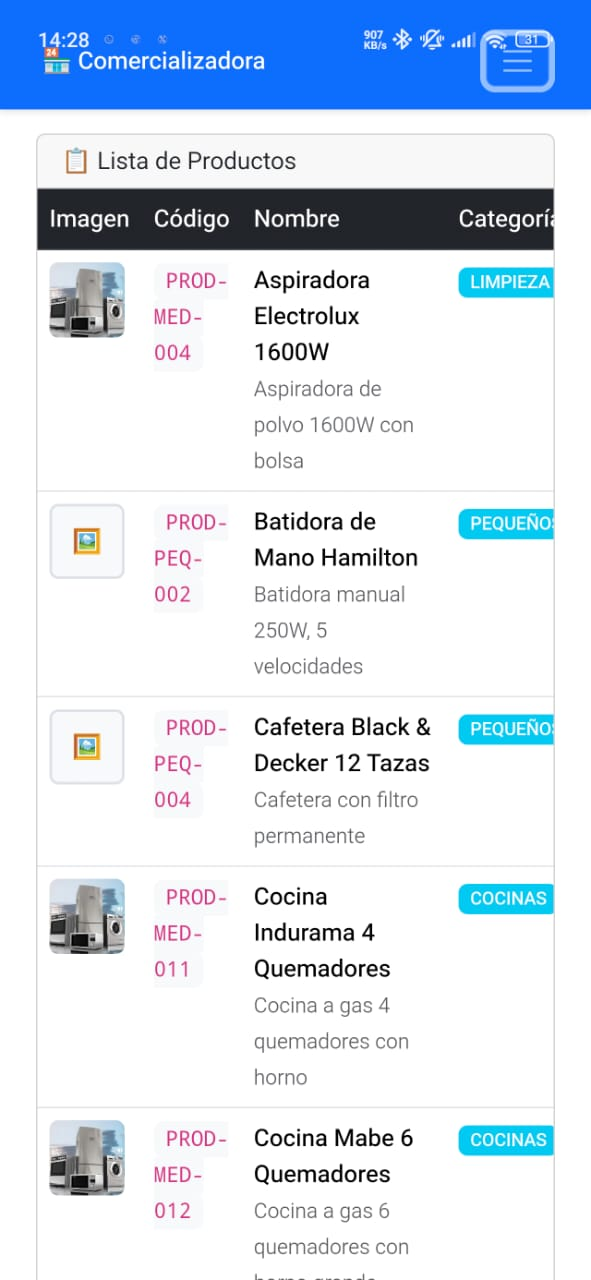 14:28
907 KB/s
31
Comercializadora
Lista de Productos
Imagen Código Nombre Categoría
PROD-
MED-
004
Aspiradora
Electrolux
1600W
Aspiradora de
polvo 1600W con
bolsa
LIMPIEZA
PROD-
PEQ-
002
Batidora de
Mano Hamilton
Batidora manual
250W, 5
velocidades
PEQUEÑOS
PROD-
PEQ-
004
Cafetera Black &
Decker 12 Tazas
Cafetera con filtro
permanente
PEQUEÑOS
PROD-
MED-
011
Cocina
Indurama 4
Quemadores
Cocina a gas 4
quemadores con
horno
COCINAS
PROD-
MED-
012
Cocina Mabe 6
Quemadores
Cocina a gas 6
quemadores con
horno grande
COCINAS